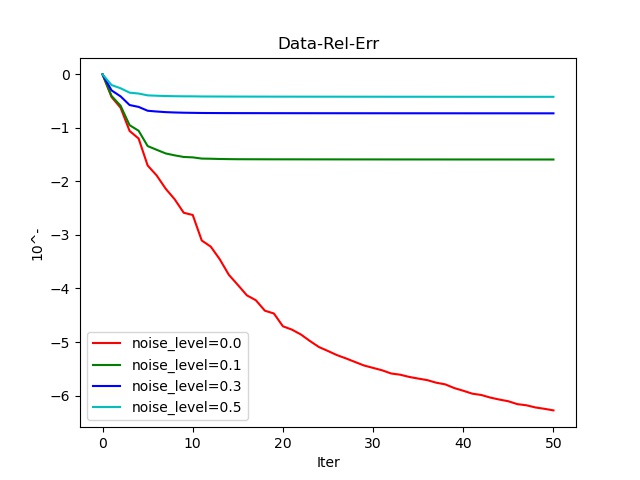 Data-Rel-Err
10^-
0
−1
−2
−3
−4
−5
−6
noise_level=0.0
noise_level=0.1
noise_level=0.3
noise_level=0.5
0 10 20 30 40 50
Iter